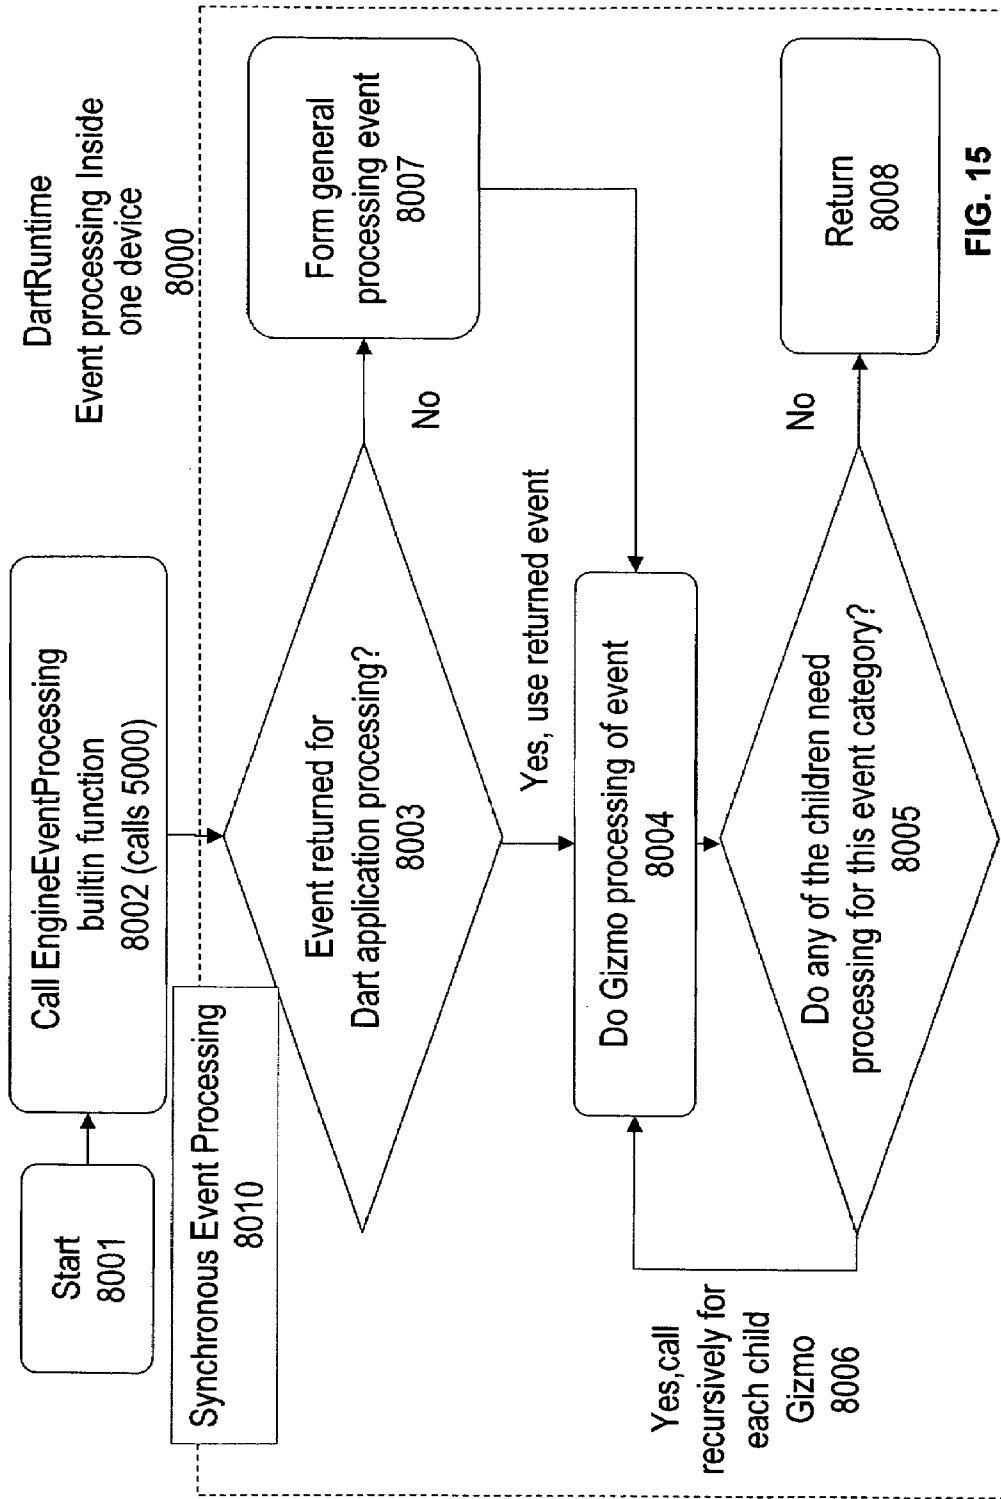 DartRuntime
Event processing Inside
one device
8000
Start
8001
Call EngineEventProcessing
builtin function
8002 (calls 5000)
Synchronous Event Processing
8010
Event returned for
Dart application processing?
8003
No
Form general
processing event
8007
Yes, use returned event
Do Gizmo processing of event
8004
Yes,call
recursively for
each child
Gizmo
8006
Do any of the children need
processing for this event category?
8005
No
Return
8008
FIG. 15